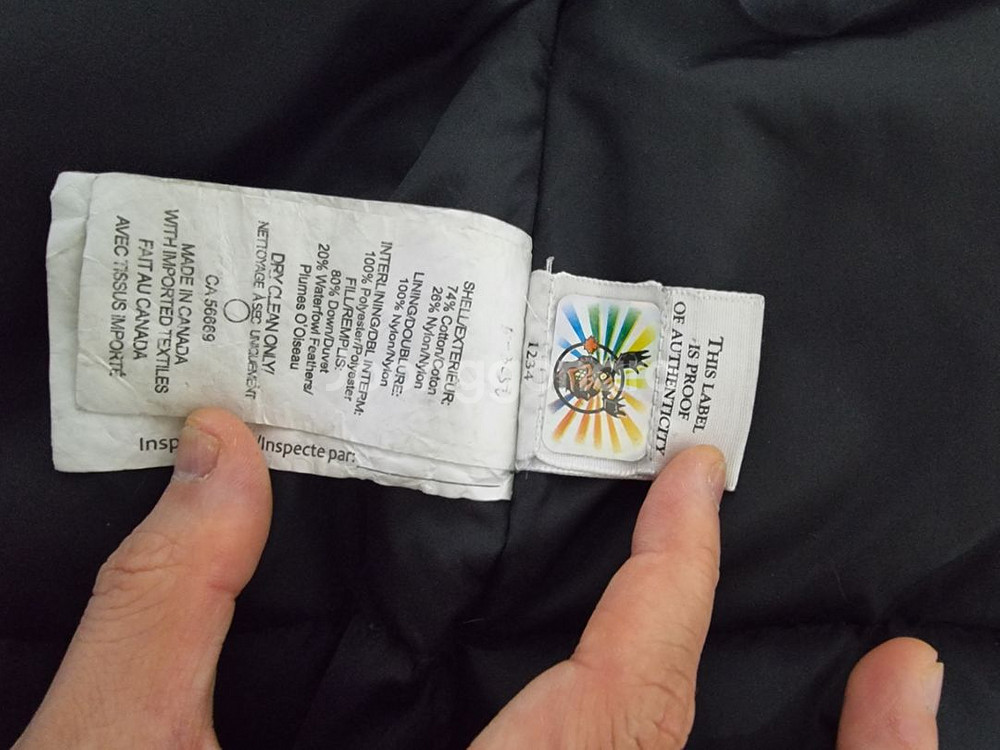 SHELL/EXTERIEUR:
74% Cotton/Coton
26% Nylon/Nylon
LINING/DOUBLURE:
100% Nylon/Nylon
INTERLINING/DBL INTERM:
100% Polyester/Polyester
FILL/REMPLIS:
80% Down/Duvet
20% Waterfowl Feathers/
Plumes O'Oiseau
DRY CLEAN ONLY/
NETTOYAGE À SEC UNIQUEMENT
CA 56669
MADE IN CANADA
WITH IMPORTED TEXTILES
FAIT AU CANADA
AVEC TISSUS IMPORTÉ
/Inspecte par:
1234
THIS LABEL
IS PROOF
OF AUTHENTICITY